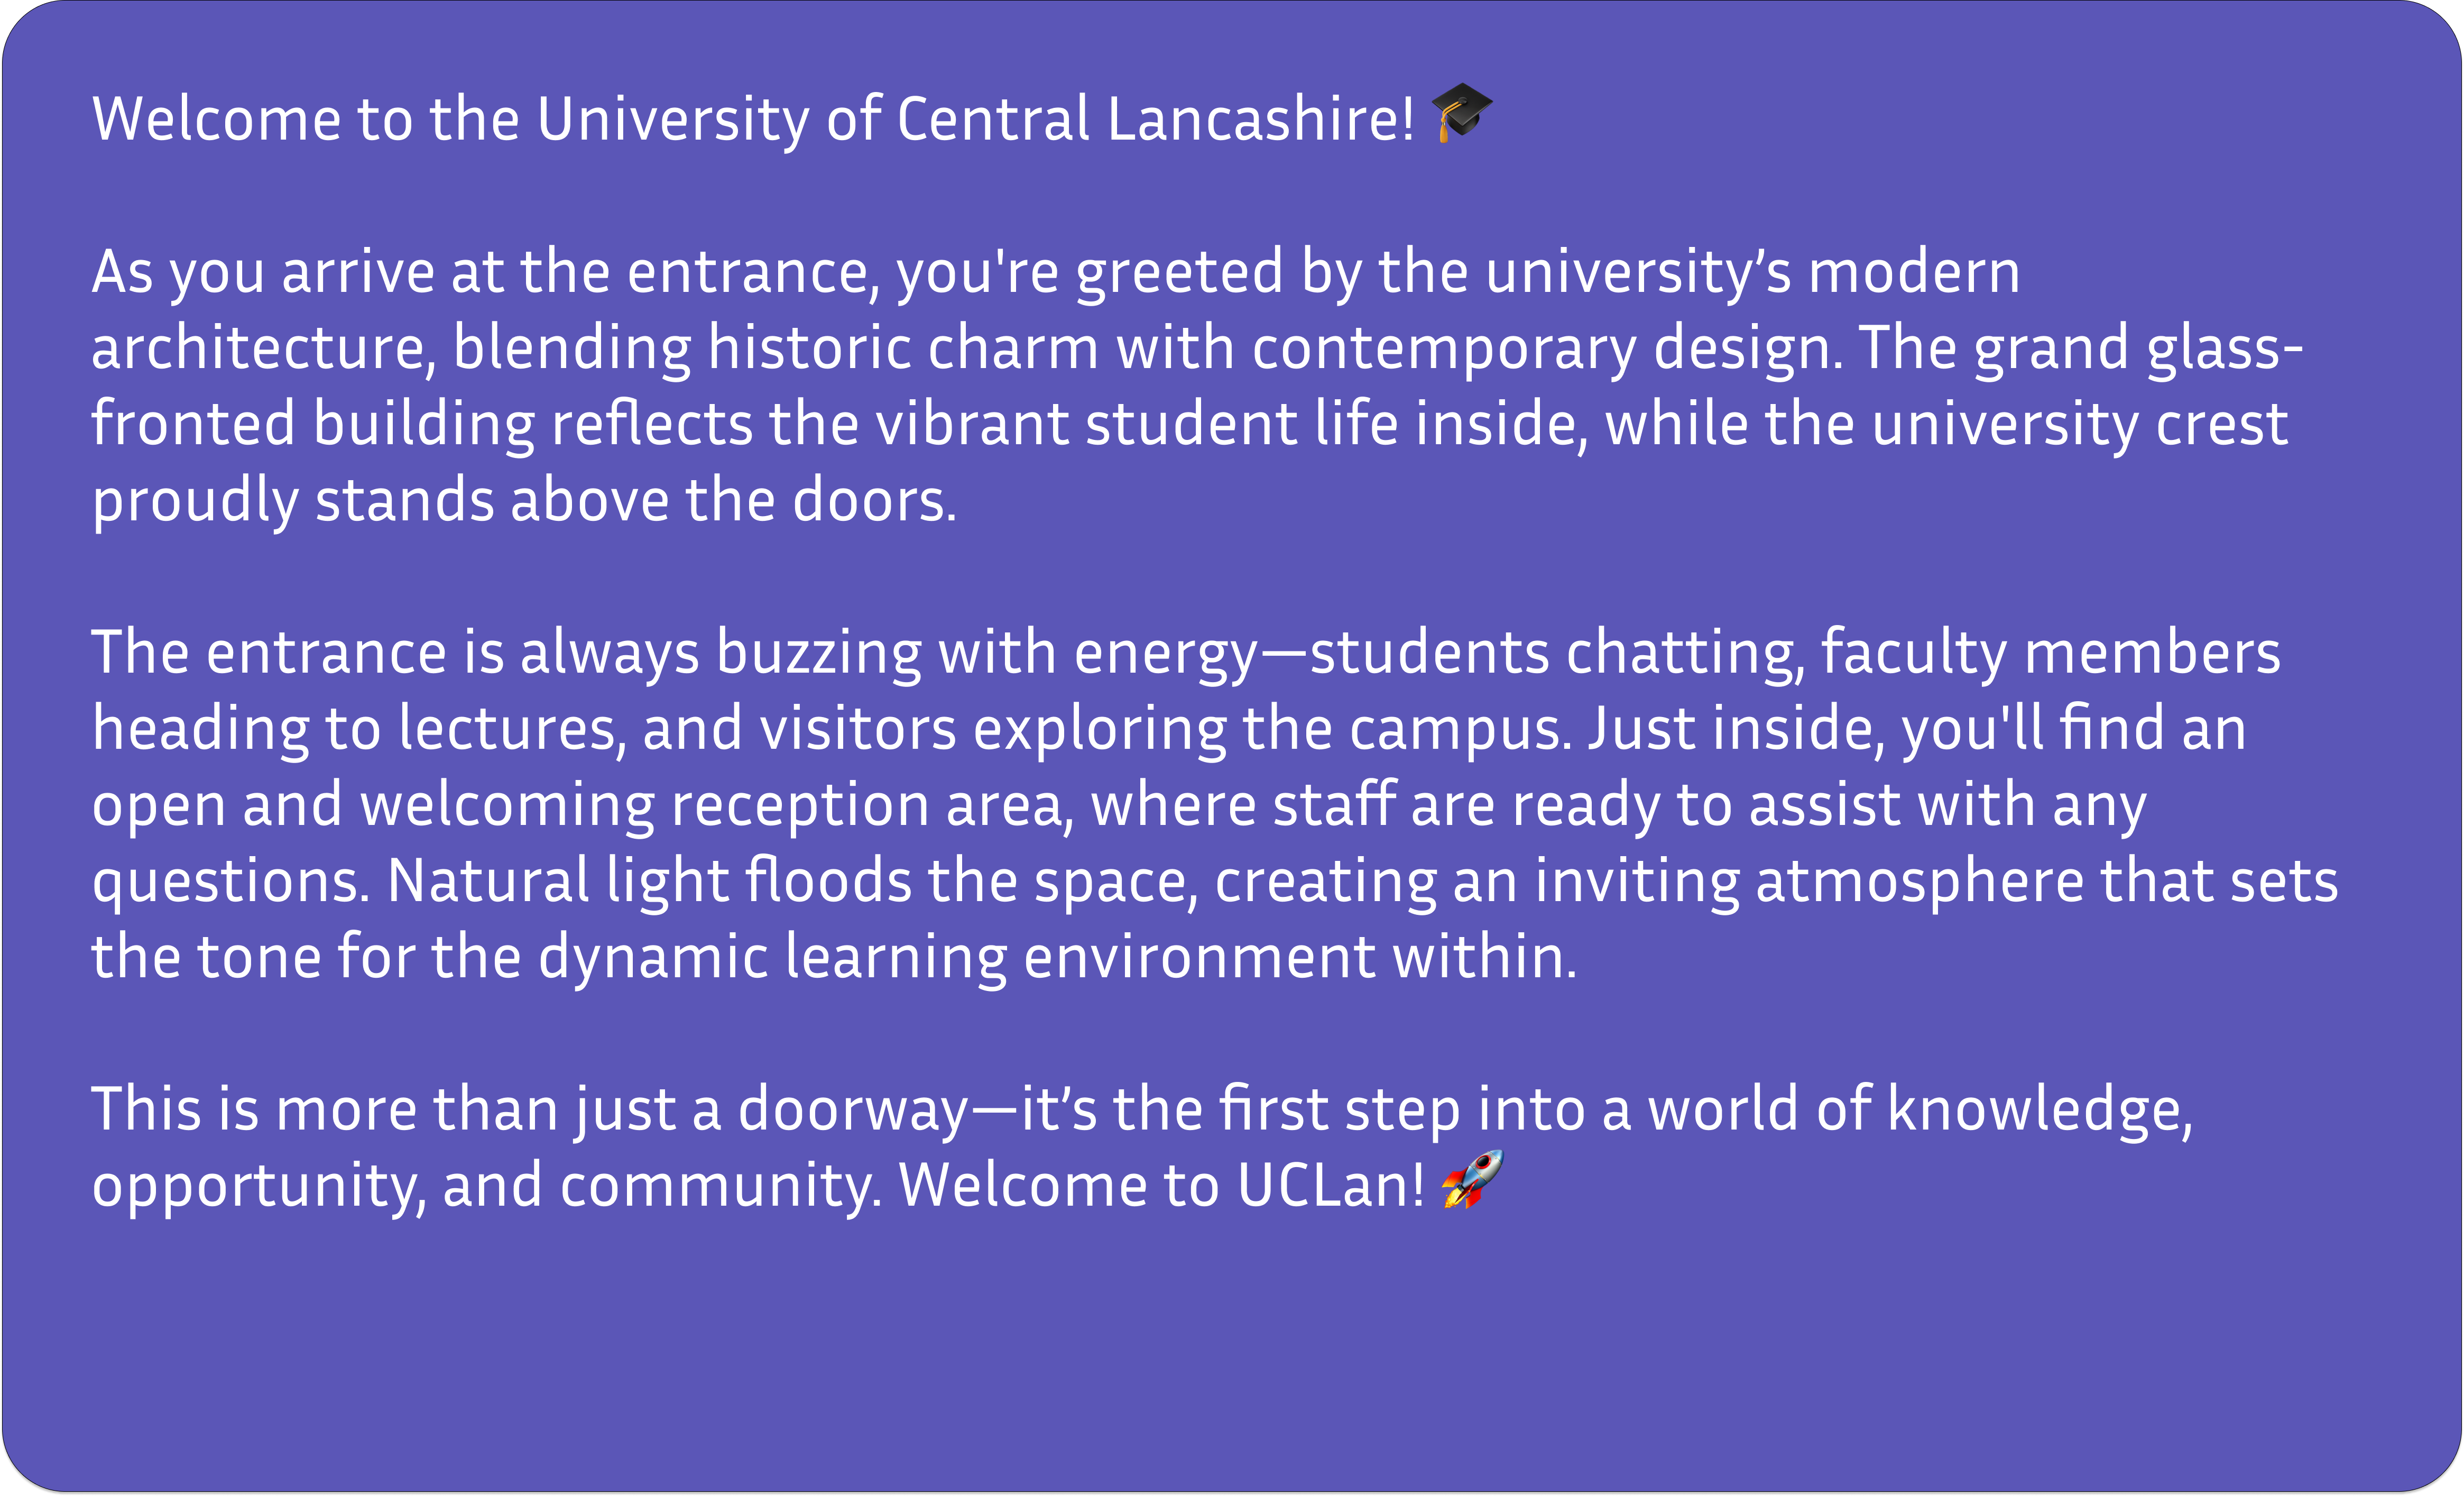 Welcome to the University of Central Lancashire! 🎓
As you arrive at the entrance, you're greeted by the university’s modern
architecture, blending historic charm with contemporary design. The grand glass-
fronted building reflects the vibrant student life inside, while the university crest
proudly stands above the doors.
The entrance is always buzzing with energy—students chatting, faculty members
heading to lectures, and visitors exploring the campus. Just inside, you'll find an
open and welcoming reception area, where staff are ready to assist with any
questions. Natural light floods the space, creating an inviting atmosphere that sets
the tone for the dynamic learning environment within.
This is more than just a doorway—it’s the first step into a world of knowledge,
opportunity, and community. Welcome to UCLan! 🚀